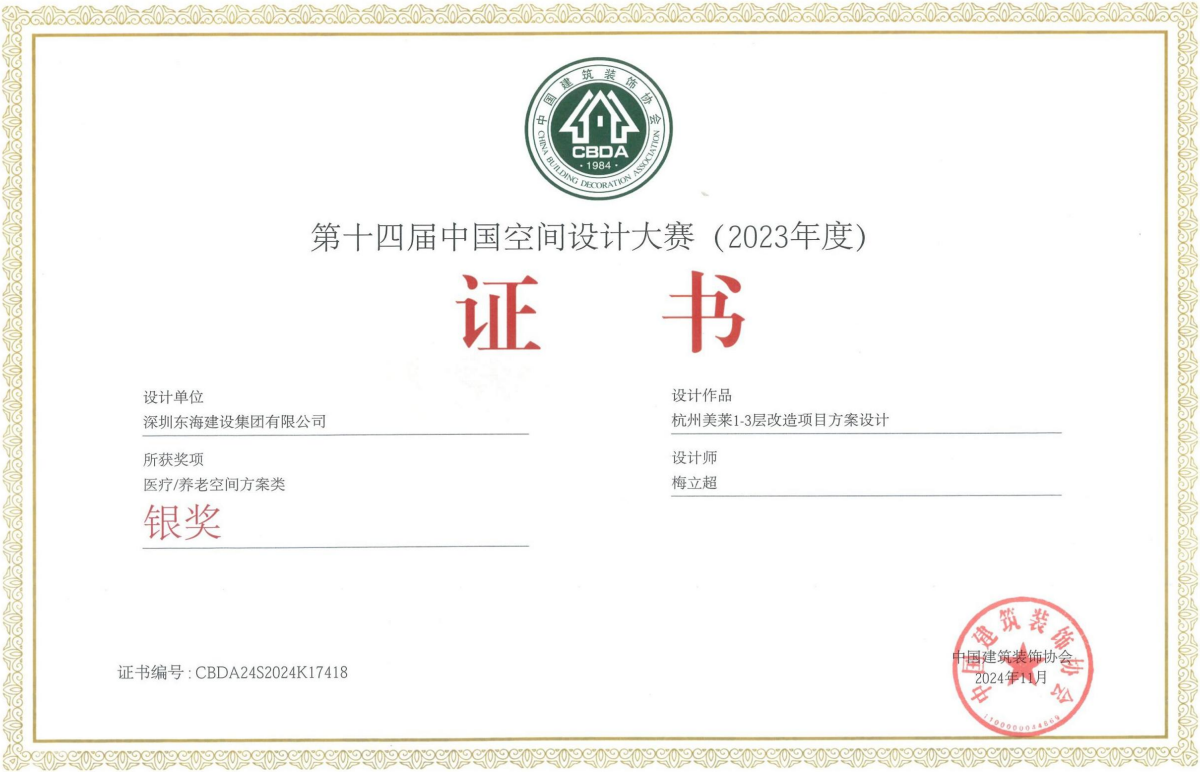 中国建筑装饰协会
CBDA
· 1984 ·
CHINA BUILDING DECORATION ASSOCIATION
第十四届中国空间设计大赛（2023年度）
证 书
设计单位
深圳东海建设集团有限公司
所获奖项
医疗/养老空间方案类
银奖
设计作品
杭州美莱1-3层改造项目方案设计
设计师
梅立超
证书编号：CBDA24S2024K17418
中国建筑装饰协会
2024年11月
中国建筑装饰协会